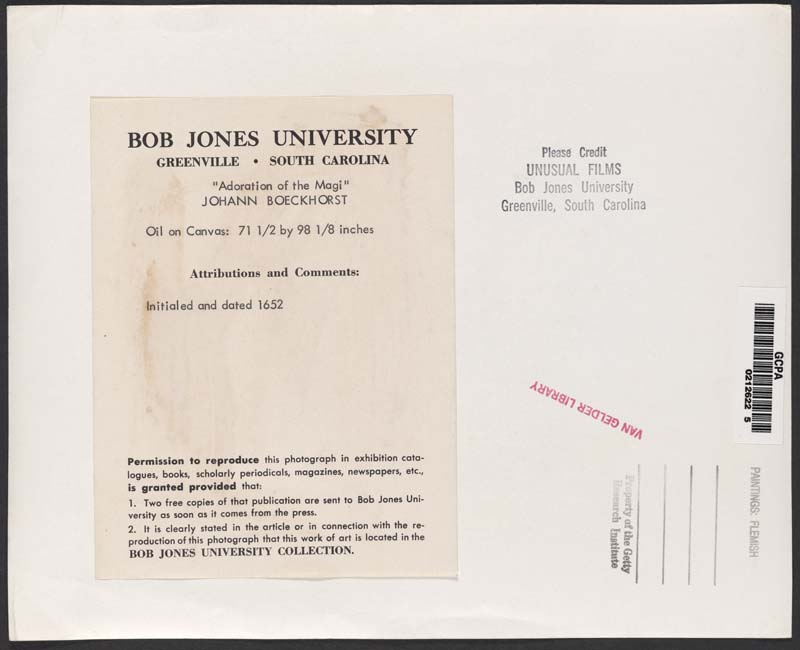 BOB JONES UNIVERSITY
GREENVILLE • SOUTH CAROLINA
"Adoration of the Magi"
JOHANN BOECKHORST
Oil on Canvas: 71 1/2 by 98 1/8 inches
Attributions and Comments:
Initialed and dated 1652
Permission to reproduce this photograph in exhibition cata-
logues, books, scholarly periodicals, magazines, newspapers, etc.,
is granted provided that:
1. Two free copies of that publication are sent to Bob Jones Uni-
versity as soon as it comes from the press.
2. It is clearly stated in the article or in connection with the re-
production of this photograph that this work of art is located in the
BOB JONES UNIVERSITY COLLECTION.
Please Credit
UNUSUAL FILMS
Bob Jones University
Greenville, South Carolina
GCPA
0212622 5
VAN GELDER LIBRARY
Property of the Getty
Research Institute
PAINTINGS: FLEMISH